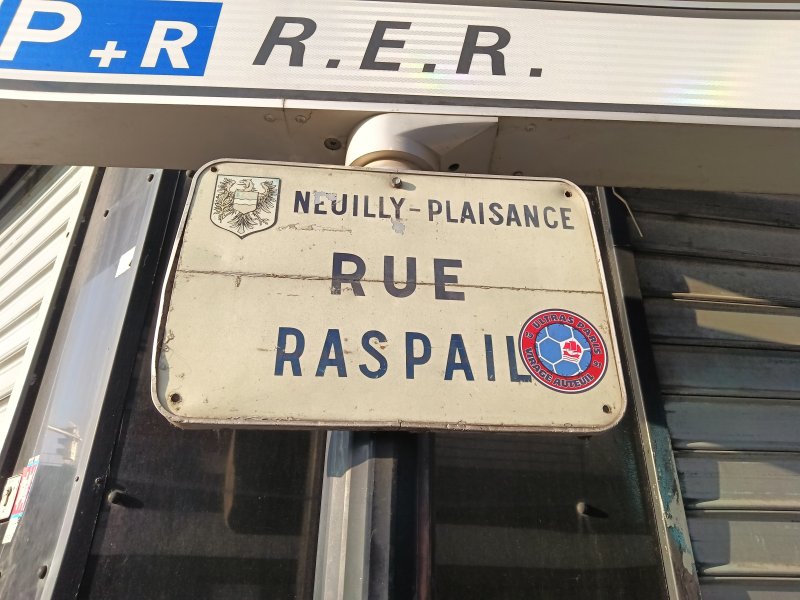 P+R R.E.R.
NEUILLY-PLAISANCE
RUE
RASPAIL
ULTRAS PARIS
VIRAGE AUTEUIL